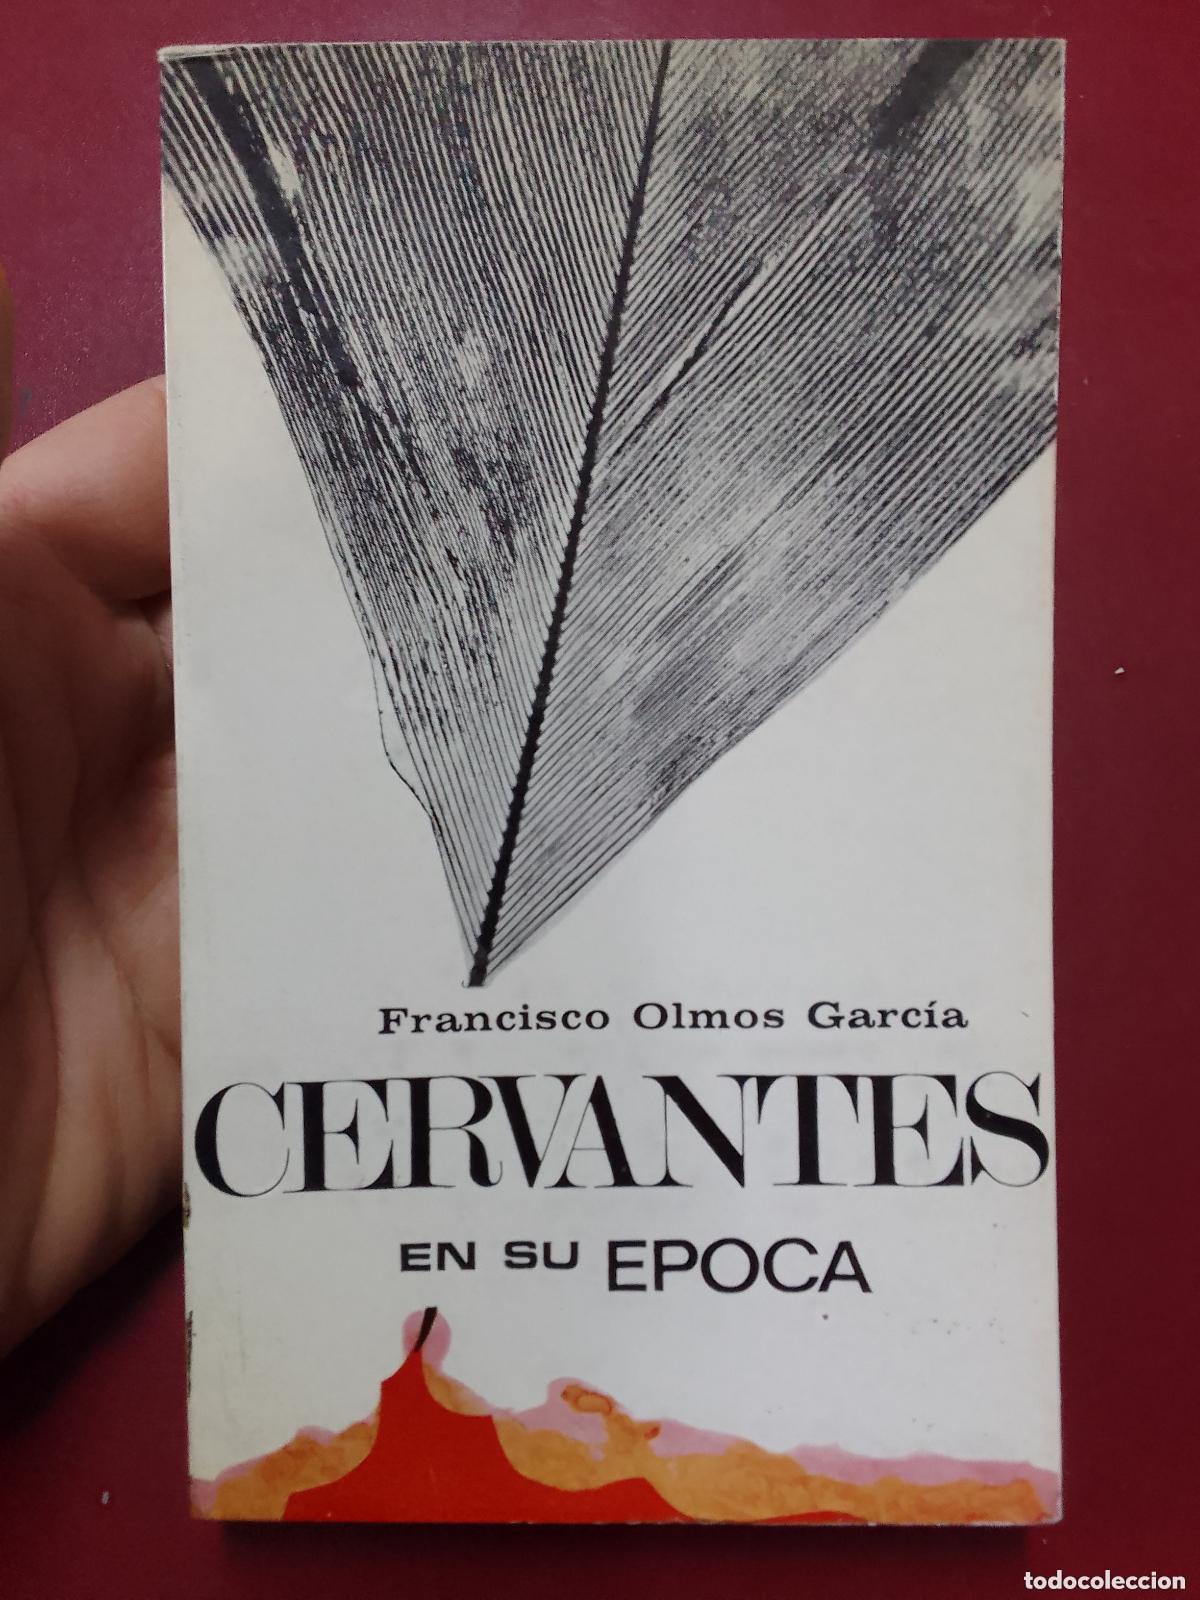 Francisco Olmos García
CERVANTES
EN SU EPOCA
todocoleccion